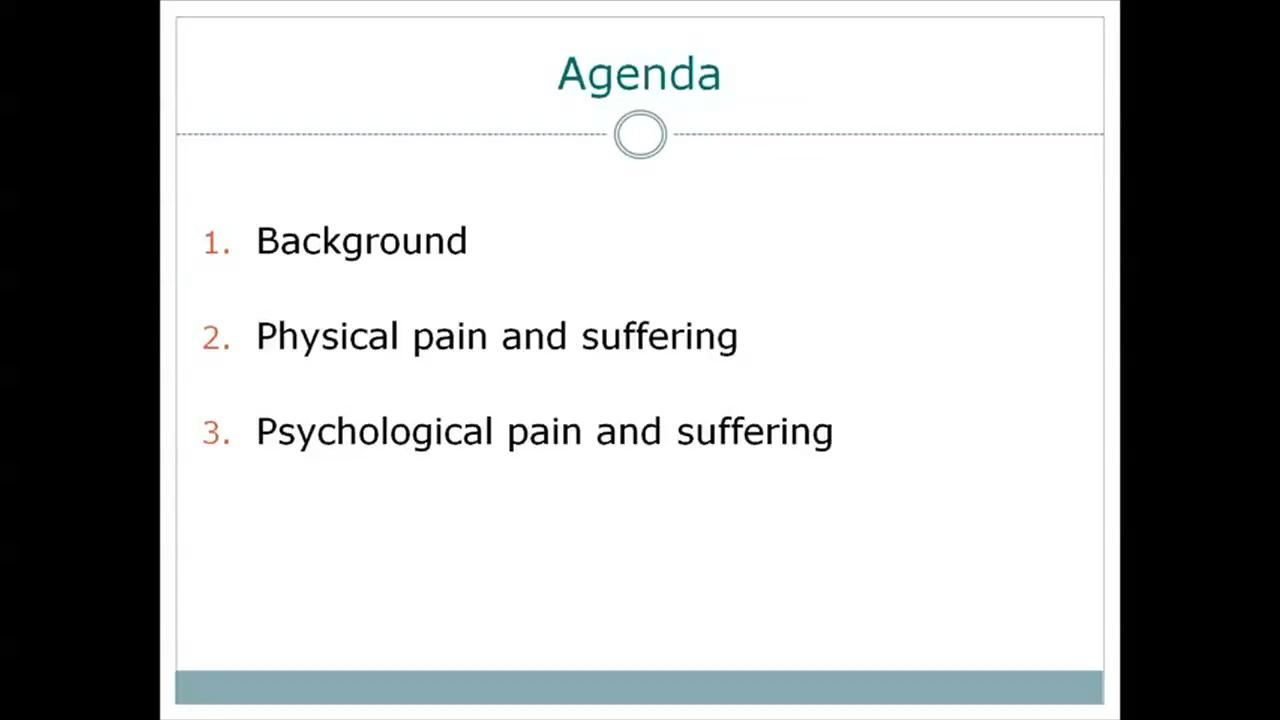 Agenda
1. Background
2. Physical pain and suffering
3. Psychological pain and suffering